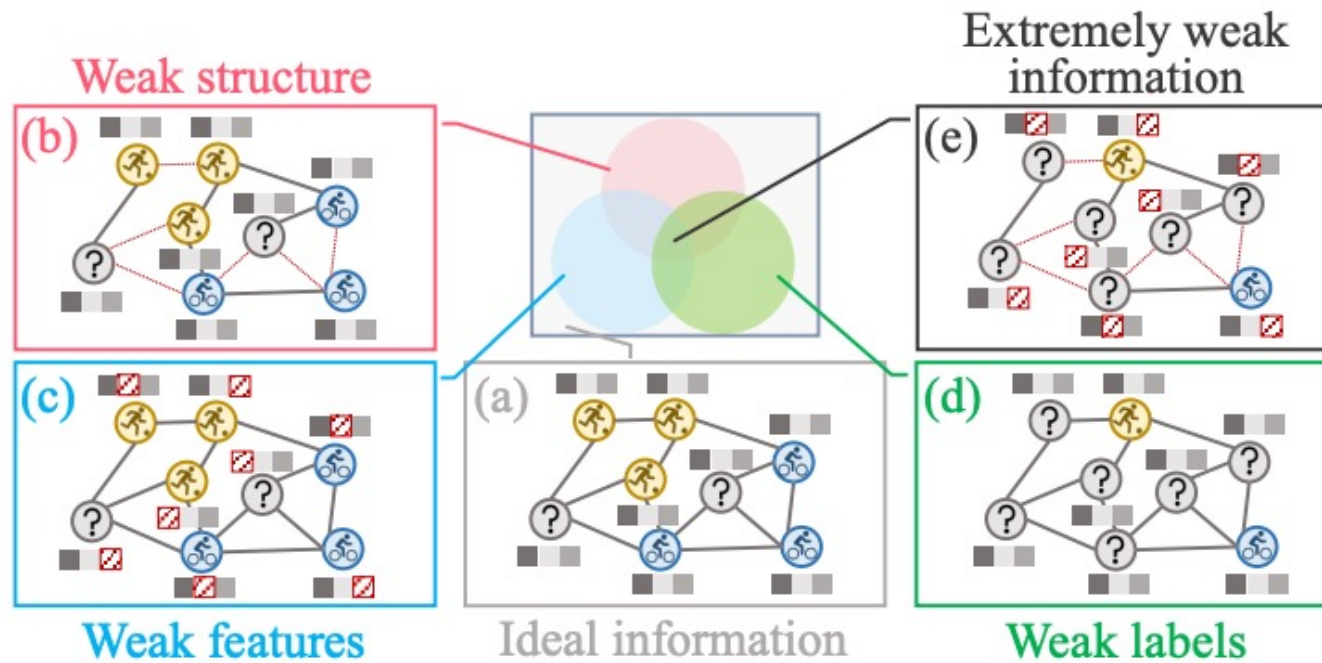 Extremely weak
information
Weak structure
(b)
(e)
? ?
? ? ? ? ? ?
(c)
(a)
(d)
? ?
? ?
? ? ? ? ? ?
Weak features
Ideal information
Weak labels